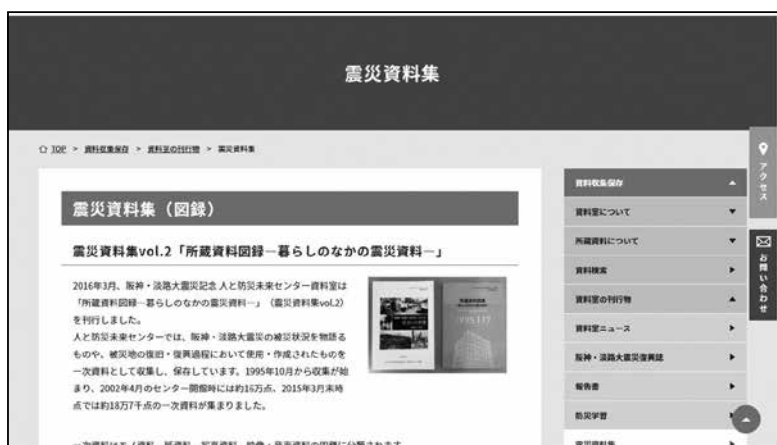 震災資料集
TOP > 資料収集保存 > 資料室の刊行物 > 震災資料集
アクセス
お問い合わせ
震災資料集（図録）
震災資料集vol.2「所蔵資料図録―暮らしのなかの震災資料―」
2016年3月、阪神・淡路大震災記念 人と防災未来センター資料室は
「所蔵資料図録―暮らしのなかの震災資料―」（震災資料集vol.2）
を刊行しました。
人と防災未来センターでは、阪神・淡路大震災の被災状況を物語る
ものや、被災地の復旧・復興過程において使用・作成されたものを
一次資料として収集し、保存しています。1995年10月から収集が始
まり、2002年4月のセンター開館時には約16万点、2015年3月末時
点では約18万7千点の一次資料が集まりました。
資料収集保存
資料室について
所蔵資料について
資料検索
資料室の刊行物
資料室ニュース
阪神・淡路大震災復興誌
報告書
防災学習
震災資料集